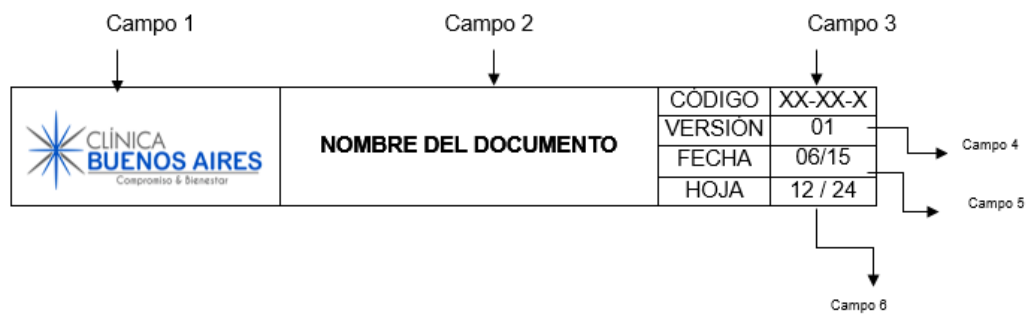 Campo 1
Campo 2
Campo 3
CLÍNICA
BUENOS AIRES
Compromiso & Bienestar
NOMBRE DEL DOCUMENTO
CÓDIGO XX-XX-X
VERSIÓN 01
FECHA 06/15
HOJA 12 / 24
Campo 4
Campo 5
Campo 6